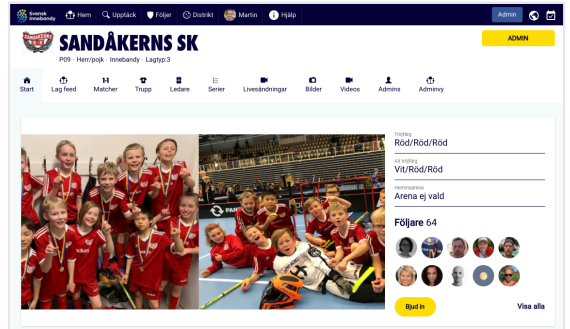 Svensk Innebandy Hem Upptäck Följer Distrikt Martin Hjälp Admin
SANDÅKERNS SK
ADMIN
P09 · Herr/pojk · Innebandy · Lagtyp:3
Start Lag feed Matcher Trupp Ledare Serier Livesändningar Bilder Videos Admins Adminvy
Tröjfärg
Röd/Röd/Röd
Alt tröjfärg
Vit/Röd/Röd
Hemmaarena
Arena ej vald
Följare 64
Bjud in
Visa alla